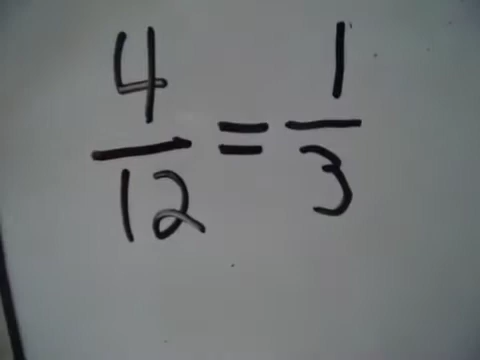 4/12 = 1/3